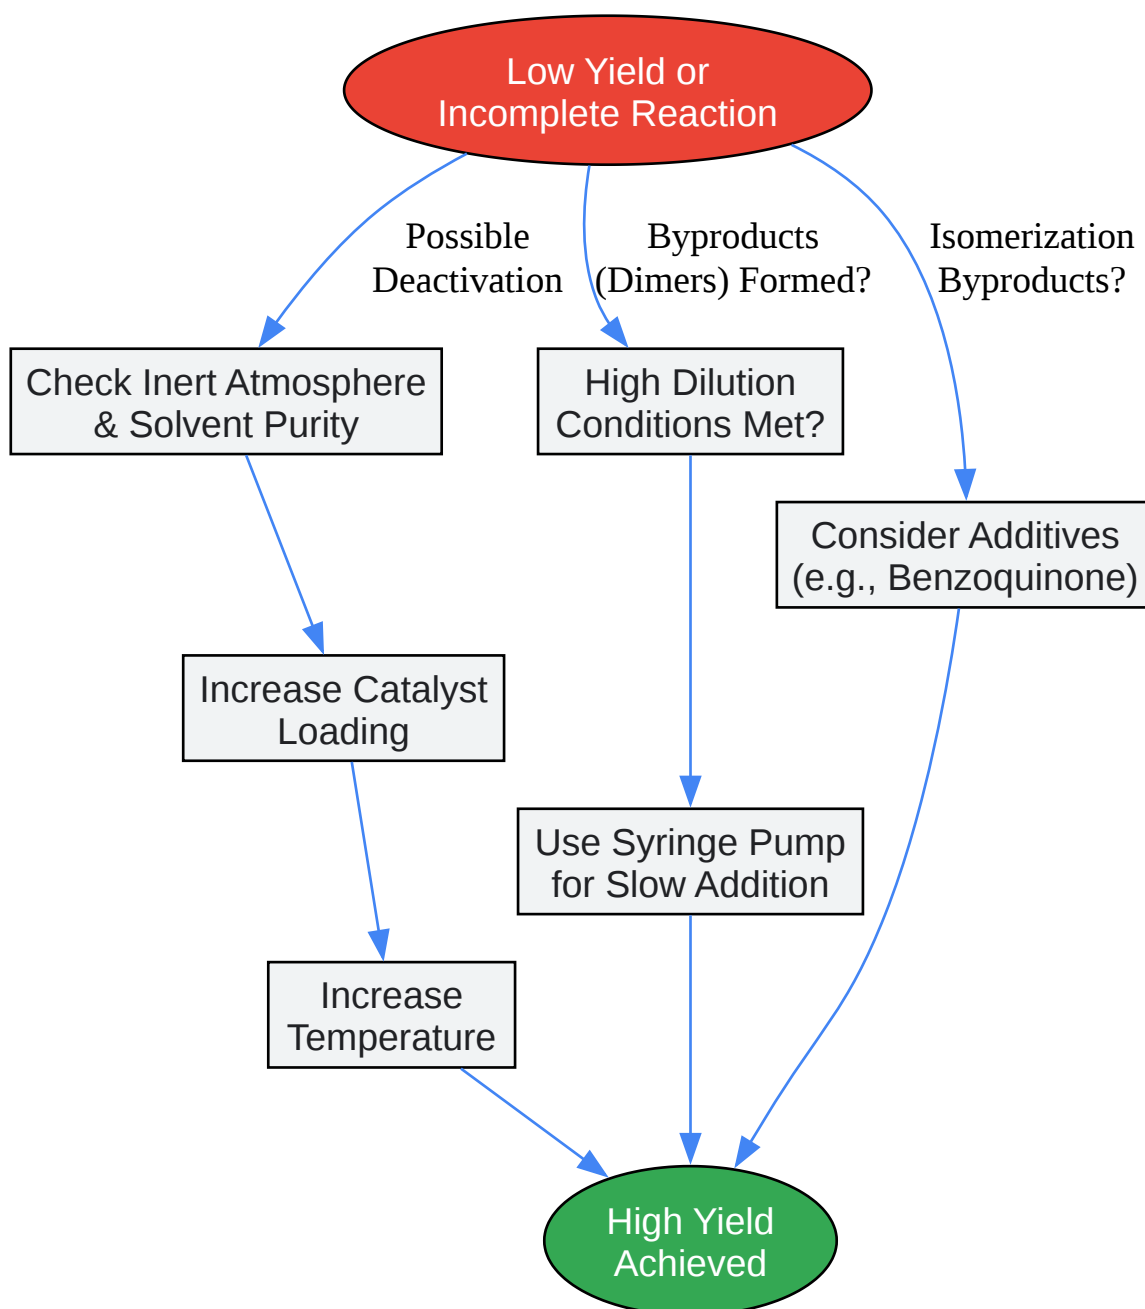 Low Yield or
Incomplete Reaction
Possible
Deactivation
Byproducts
(Dimers) Formed?
Isomerization
Byproducts?
Check Inert Atmosphere
& Solvent Purity
High Dilution
Conditions Met?
Consider Additives
(e.g., Benzoquinone)
Increase Catalyst
Loading
Use Syringe Pump
for Slow Addition
Increase
Temperature
High Yield
Achieved